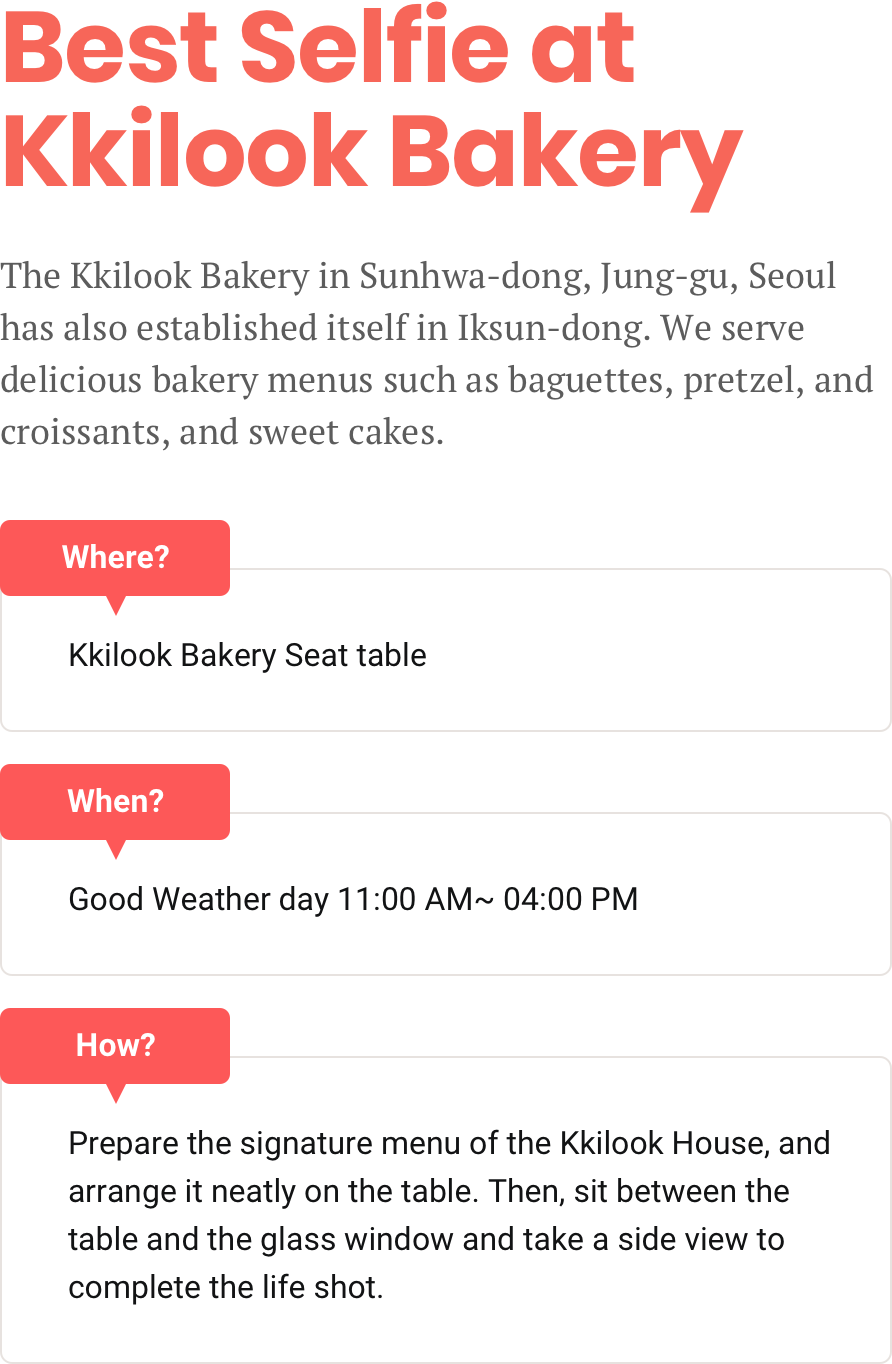 Best Selfie at
Kkilook Bakery
The Kkilook Bakery in Sunhwa-dong, Jung-gu, Seoul
has also established itself in Iksun-dong. We serve
delicious bakery menus such as baguettes, pretzel, and
croissants, and sweet cakes.
Where?
Kkilook Bakery Seat table
When?
Good Weather day 11:00 AM~ 04:00 PM
How?
Prepare the signature menu of the Kkilook House, and
arrange it neatly on the table. Then, sit between the
table and the glass window and take a side view to
complete the life shot.